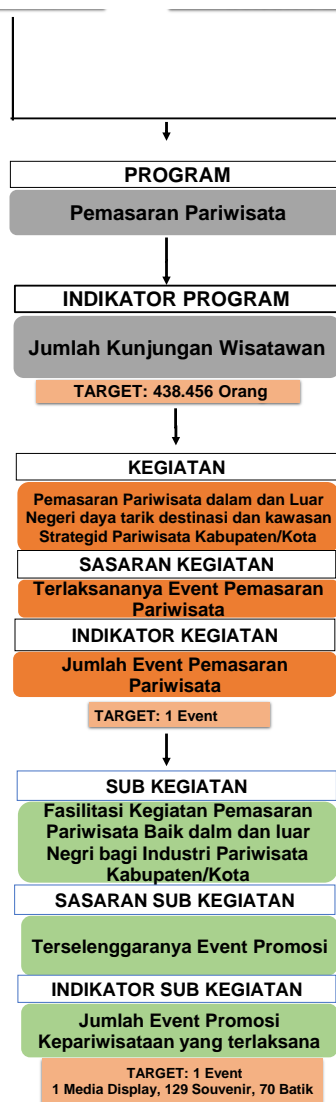 PROGRAM
Pemasaran Pariwisata
INDIKATOR PROGRAM
Jumlah Kunjungan Wisatawan
TARGET: 438.456 Orang
KEGIATAN
Pemasaran Pariwisata dalam dan Luar
Negeri daya tarik destinasi dan kawasan
Strategid Pariwisata Kabupaten/Kota
SASARAN KEGIATAN
Terlaksananya Event Pemasaran
Pariwisata
INDIKATOR KEGIATAN
Jumlah Event Pemasaran
Pariwisata
TARGET: 1 Event
SUB KEGIATAN
Fasilitasi Kegiatan Pemasaran
Pariwisata Baik dalm dan luar
Negri bagi Industri Pariwisata
Kabupaten/Kota
SASARAN SUB KEGIATAN
Terselenggaranya Event Promosi
INDIKATOR SUB KEGIATAN
Jumlah Event Promosi
Kepariwisataan yang terlaksana
TARGET: 1 Event
1 Media Display, 129 Souvenir, 70 Batik